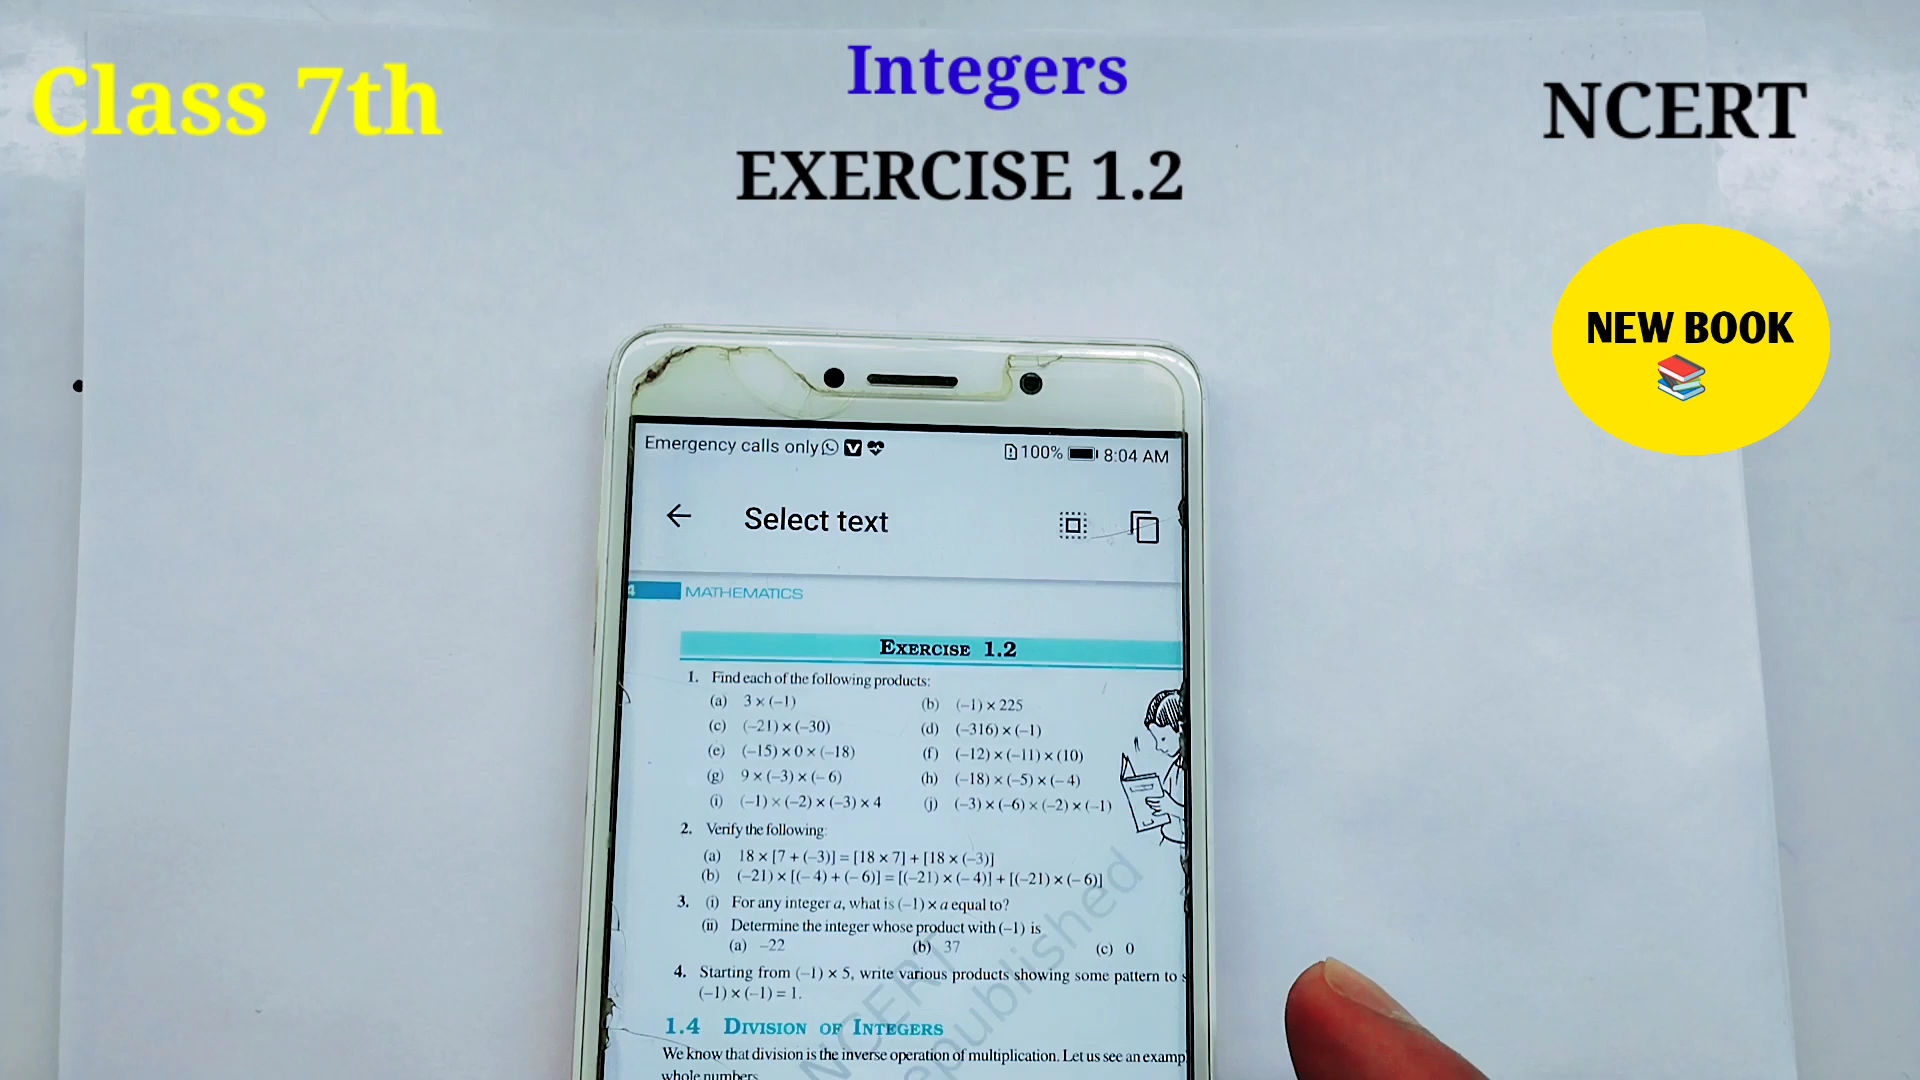 Class 7th
Integers
NCERT
EXERCISE 1.2
NEW BOOK
Emergency calls only
100% 8:04 AM
Select text
4 MATHEMATICS
EXERCISE 1.2
1. Find each of the following products:
(a) 3 × (–1) (b) (–1) × 225
(c) (–21) × (–30) (d) (–316) × (–1)
(e) (–15) × 0 × (–18) (f) (–12) × (–11) × (10)
(g) 9 × (–3) × (– 6) (h) (–18) × (–5) × (– 4)
(i) (–1) × (–2) × (–3) × 4 (j) (–3) × (–6) × (–2) × (–1)
2. Verify the following:
(a) 18 × [7 + (–3)] = [18 × 7] + [18 × (–3)]
(b) (–21) × [(– 4) + (– 6)] = [(–21) × (– 4)] + [(–21) × (– 6)]
3. (i) For any integer a, what is (–1) × a equal to?
(ii) Determine the integer whose product with (–1) is
(a) –22 (b) 37 (c) 0
4. Starting from (–1) × 5, write various products showing some pattern to s
(–1) × (–1) = 1.
1.4 DIVISION OF INTEGERS
We know that division is the inverse operation of multiplication. Let us see an examp
whole numbers
NCERT
republished